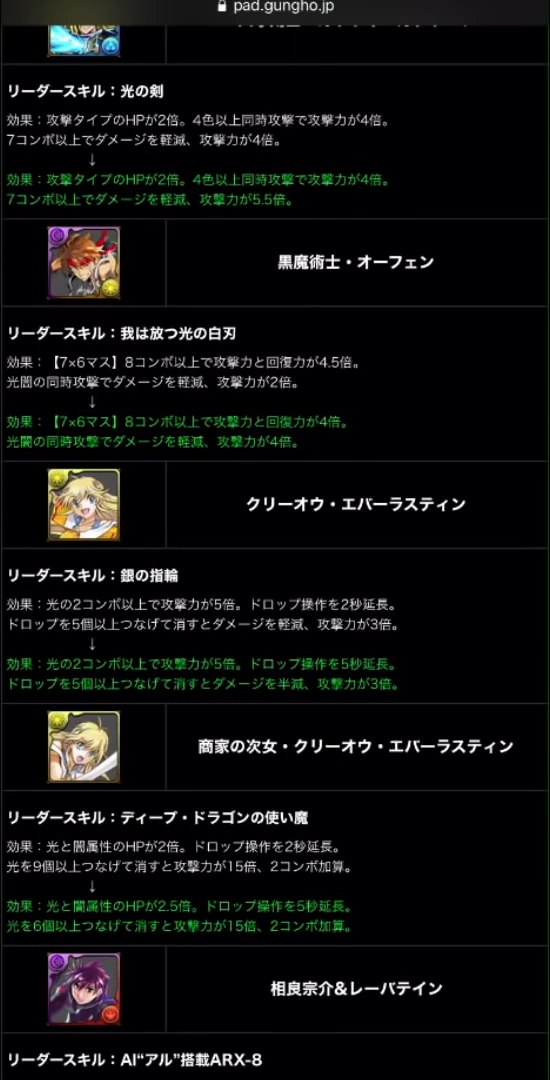 pad.gungho.jp
リーダースキル：光の剣
効果：攻撃タイプのHPが2倍。4色以上同時攻撃で攻撃力が4倍。
7コンボ以上でダメージを軽減、攻撃力が4倍。
↓
効果：攻撃タイプのHPが2倍。4色以上同時攻撃で攻撃力が4倍。
7コンボ以上でダメージを軽減、攻撃力が5.5倍。
黒魔術士・オーフェン
リーダースキル：我は放つ光の白刃
効果：【7×6マス】8コンボ以上で攻撃力と回復力が4.5倍。
光闇の同時攻撃でダメージを軽減、攻撃力が2倍。
↓
効果：【7×6マス】8コンボ以上で攻撃力と回復力が4倍。
光闇の同時攻撃でダメージを軽減、攻撃力が4倍。
クリーオウ・エバーラスティン
リーダースキル：銀の指輪
効果：光の2コンボ以上で攻撃力が5倍。ドロップ操作を2秒延長。
ドロップを5個以上つなげて消すとダメージを軽減、攻撃力が3倍。
↓
効果：光の2コンボ以上で攻撃力が5倍。ドロップ操作を5秒延長。
ドロップを5個以上つなげて消すとダメージを半減、攻撃力が3倍。
商家の次女・クリーオウ・エバーラスティン
リーダースキル：ディープ・ドラゴンの使い魔
効果：光と闇属性のHPが2倍。ドロップ操作を2秒延長。
光を9個以上つなげて消すと攻撃力が15倍、2コンボ加算。
↓
効果：光と闇属性のHPが2.5倍。ドロップ操作を5秒延長。
光を6個以上つなげて消すと攻撃力が15倍、2コンボ加算。
相良宗介&レーバテイン
リーダースキル：AI“アル”搭載ARX-8